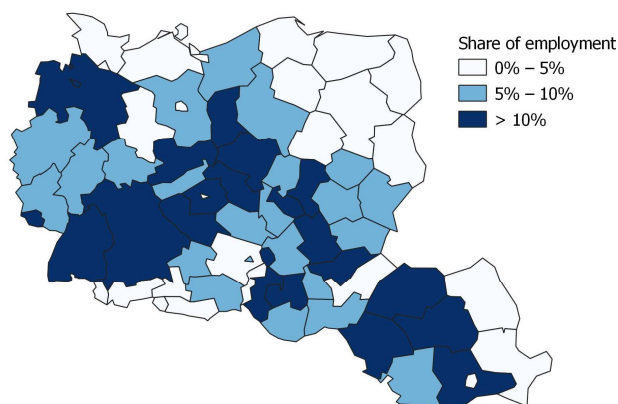 Share of employment
0% – 5%
5% – 10%
> 10%